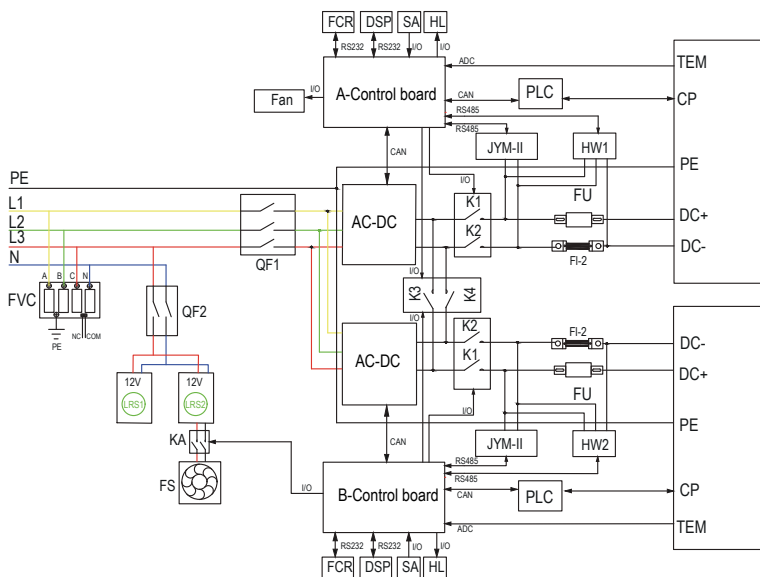 FCR DSP SA HL
RS232 RS232 I/O I/O
A-Control board
I/O
Fan
ADC
TEM
CAN
PLC
CP
RS485
RS485
JYM-II
HW1
CAN
I/O
I/O
PE
PE
L1
L2
L3
N
QF1
AC-DC
K1
K2
FU
DC+
DC-
FI-2
A B C N
FVC
PE
NC COM
QF2
I/O
K3
K4
I/O
AC-DC
K2
K1
I/O
FI-2
DC-
DC+
FU
PE
12V
LRS1
12V
LRS2
KA
FS
CAN
JYM-II
HW2
I/O
B-Control board
RS485
RS485
CAN
PLC
CP
ADC
TEM
RS232 RS232 I/O I/O
FCR DSP SA HL